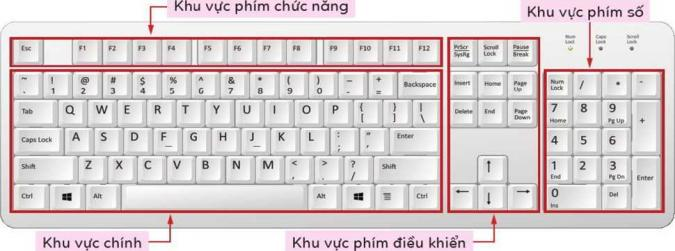 Khu vực phím chức năng
Khu vực phím số
Esc F1 F2 F3 F4 F5 F6 F7 F8 F9 F10 F11 F12 PrtScr SysRq Scroll Lock Pause Break
Num Lock Caps Lock Scroll Lock
~ ` ! 1 @ 2 # 3 $ 4 % 5 ^ 6 & 7 * 8 ( 9 ) 0 _ - + = Backspace Insert Home Page Up Num Lock / * -
Tab Q W E R T Y U I O P { [ } ] | \ Delete End Page Down 7 Home 8 9 Pg Up +
Caps Lock A S D F G H J K L : ; " , Enter 4 5 6
Shift Z X C V B N M < , > . ? / Shift ↑ 1 End 2 3 Pg Dn Enter
Ctrl Alt Alt Ctrl ← ↓ → 0 Ins Del
Khu vực chính
Khu vực phím điều khiển